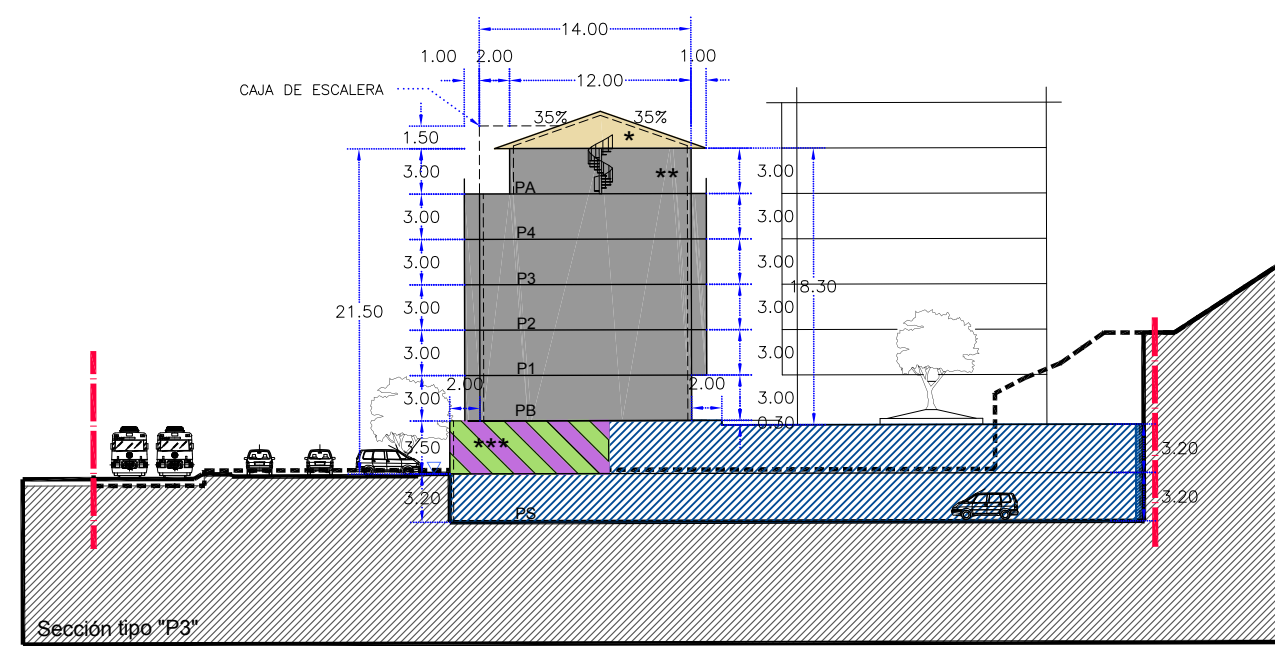 14.00
1.00 2.00 12.00 1.00
CAJA DE ESCALERA
35% 35%
1.50
*
3.00 ** 3.00
PA
3.00 3.00
P4
3.00 3.00
P3
21.50 18.30
3.00 3.00
P2
3.00 3.00
P1
2.00 2.00
3.00 3.00
PB
0.30
3.50 *** 3.20
3.20 3.20
PS
Sección tipo "P3"